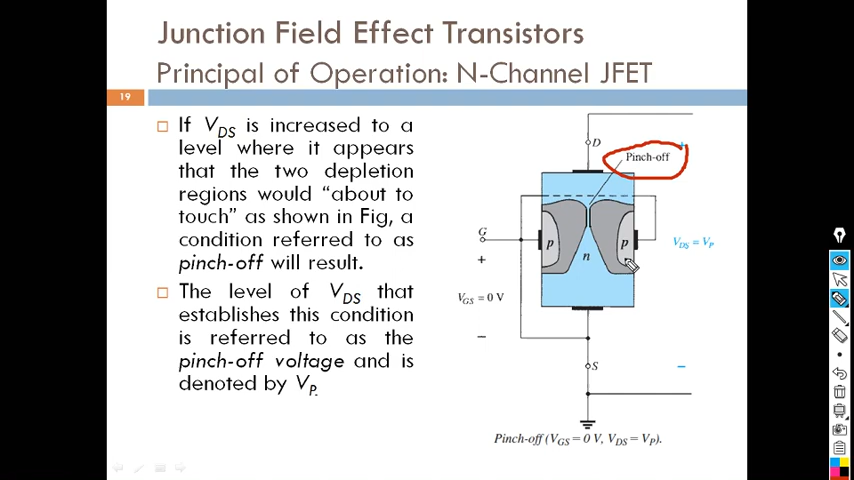 Junction Field Effect Transistors
Principal of Operation: N-Channel JFET
19
If VDS is increased to a
level where it appears
that the two depletion
regions would “about to
touch” as shown in Fig, a
condition referred to as
pinch-off will result.
The level of VDS that
establishes this condition
is referred to as the
pinch-off voltage and is
denoted by VP.
D
+
Pinch-off
G
p
p
n
+
VDS = VP
VGS = 0 V
−
S
−
Pinch-off (VGS = 0 V, VDS = VP).